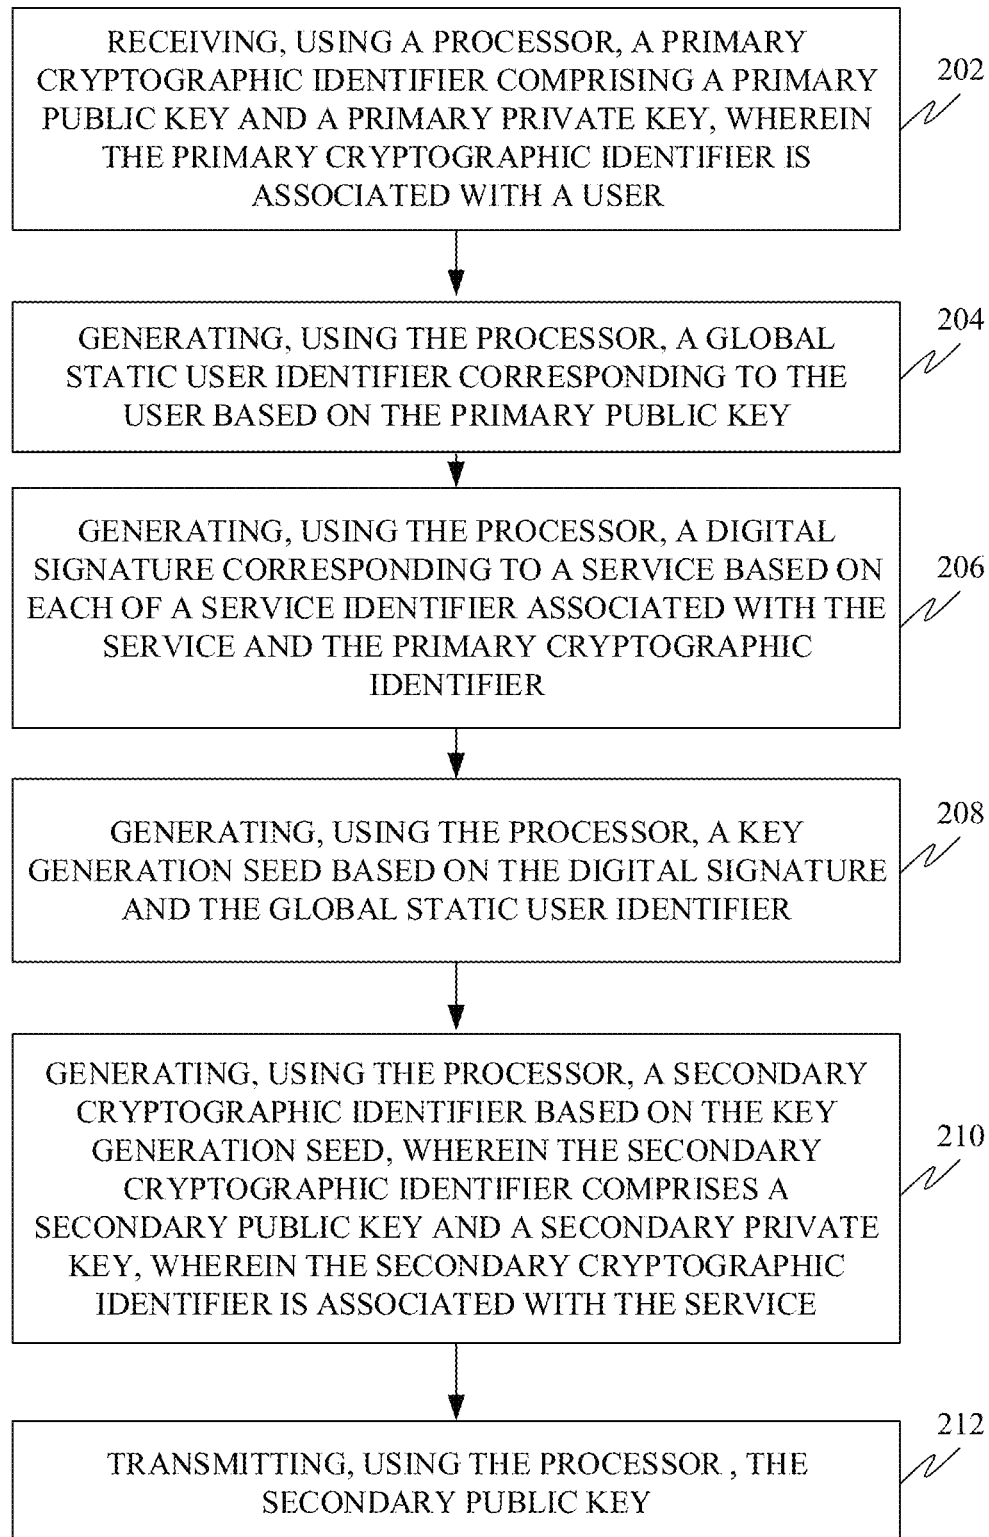 RECEIVING, USING A PROCESSOR, A PRIMARY
CRYPTOGRAPHIC IDENTIFIER COMPRISING A PRIMARY
PUBLIC KEY AND A PRIMARY PRIVATE KEY, WHEREIN
THE PRIMARY CRYPTOGRAPHIC IDENTIFIER IS
ASSOCIATED WITH A USER
202
GENERATING, USING THE PROCESSOR, A GLOBAL
STATIC USER IDENTIFIER CORRESPONDING TO THE
USER BASED ON THE PRIMARY PUBLIC KEY
204
GENERATING, USING THE PROCESSOR, A DIGITAL
SIGNATURE CORRESPONDING TO A SERVICE BASED ON
EACH OF A SERVICE IDENTIFIER ASSOCIATED WITH THE
SERVICE AND THE PRIMARY CRYPTOGRAPHIC
IDENTIFIER
206
GENERATING, USING THE PROCESSOR, A KEY
GENERATION SEED BASED ON THE DIGITAL SIGNATURE
AND THE GLOBAL STATIC USER IDENTIFIER
208
GENERATING, USING THE PROCESSOR, A SECONDARY
CRYPTOGRAPHIC IDENTIFIER BASED ON THE KEY
GENERATION SEED, WHEREIN THE SECONDARY
CRYPTOGRAPHIC IDENTIFIER COMPRISES A
SECONDARY PUBLIC KEY AND A SECONDARY PRIVATE
KEY, WHEREIN THE SECONDARY CRYPTOGRAPHIC
IDENTIFIER IS ASSOCIATED WITH THE SERVICE
210
TRANSMITTING, USING THE PROCESSOR , THE
SECONDARY PUBLIC KEY
212